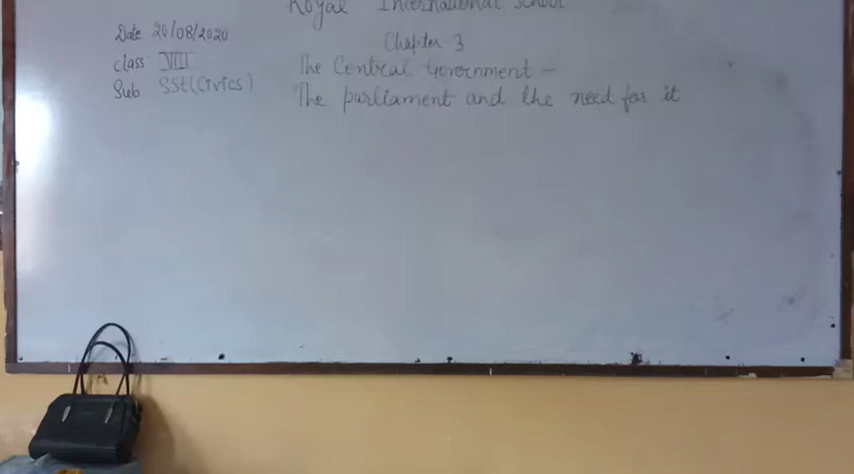 Royal International School
Date 20/08/2020
Chapter 3
class VIII
The Central Government –
Sub SSt(Civics)
The parliament and the need for it